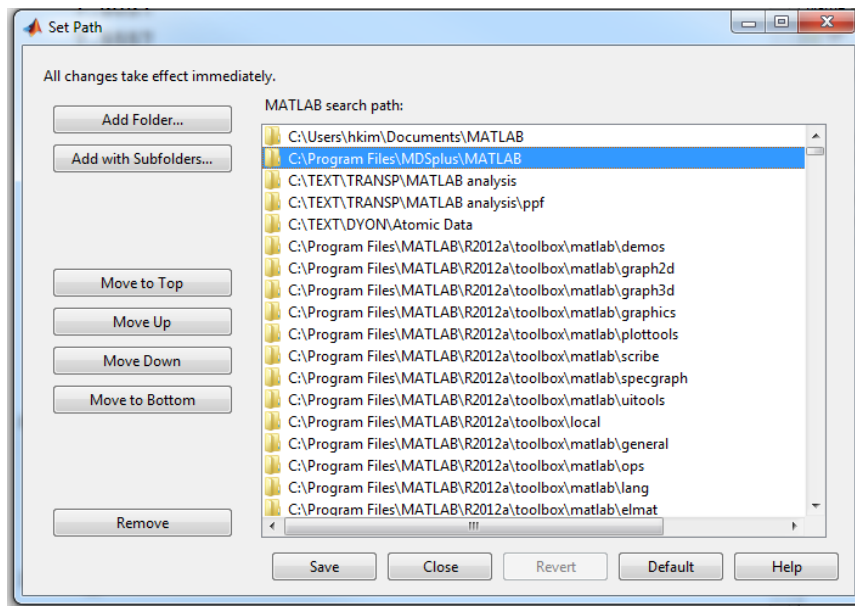 Set Path
All changes take effect immediately.
Add Folder...
Add with Subfolders...
Move to Top
Move Up
Move Down
Move to Bottom
Remove
MATLAB search path:
C:\Users\hkim\Documents\MATLAB
C:\Program Files\MDSplus\MATLAB
C:\TEXT\TRANSP\MATLAB analysis
C:\TEXT\TRANSP\MATLAB analysis\ppf
C:\TEXT\DYON\Atomic Data
C:\Program Files\MATLAB\R2012a\toolbox\matlab\demos
C:\Program Files\MATLAB\R2012a\toolbox\matlab\graph2d
C:\Program Files\MATLAB\R2012a\toolbox\matlab\graph3d
C:\Program Files\MATLAB\R2012a\toolbox\matlab\graphics
C:\Program Files\MATLAB\R2012a\toolbox\matlab\plottools
C:\Program Files\MATLAB\R2012a\toolbox\matlab\scribe
C:\Program Files\MATLAB\R2012a\toolbox\matlab\specgraph
C:\Program Files\MATLAB\R2012a\toolbox\matlab\uitools
C:\Program Files\MATLAB\R2012a\toolbox\local
C:\Program Files\MATLAB\R2012a\toolbox\matlab\general
C:\Program Files\MATLAB\R2012a\toolbox\matlab\ops
C:\Program Files\MATLAB\R2012a\toolbox\matlab\lang
C:\Program Files\MATLAB\R2012a\toolbox\matlab\elmat
Save
Close
Revert
Default
Help